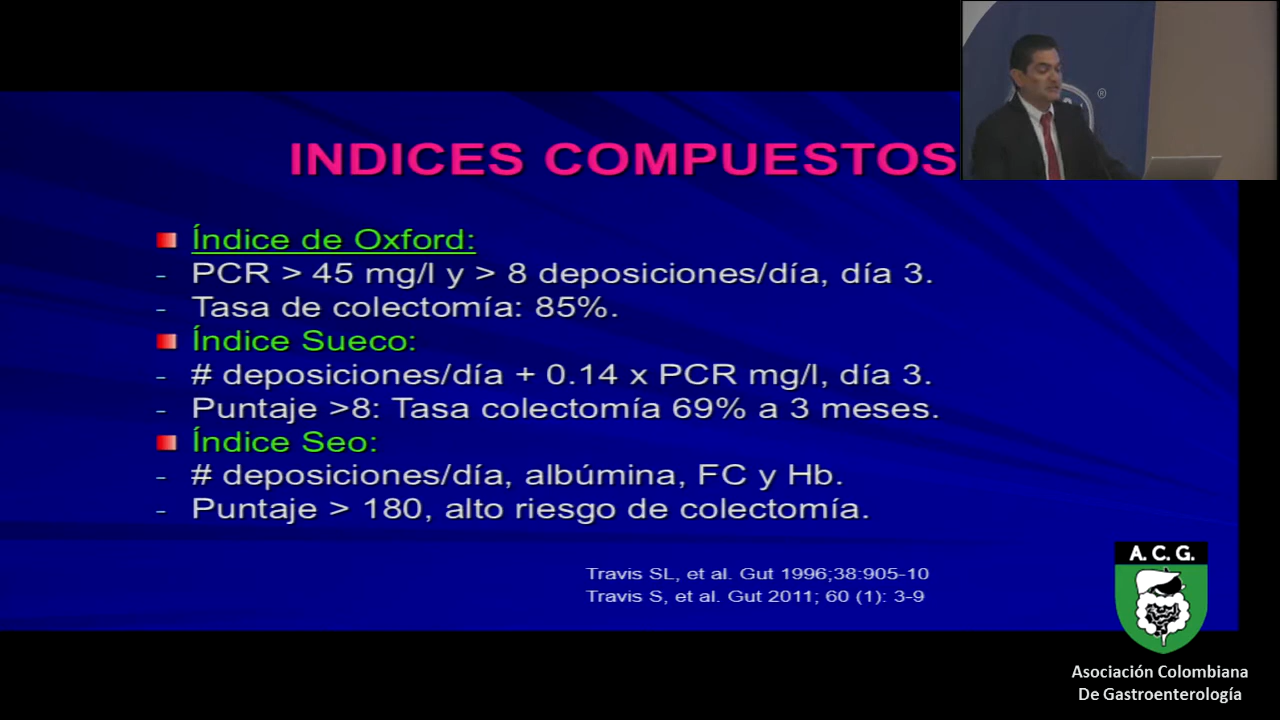 INDICES COMPUESTOS
Índice de Oxford:
- PCR > 45 mg/l y > 8 deposiciones/día, día 3.
- Tasa de colectomía: 85%.
Índice Sueco:
- # deposiciones/día + 0.14 x PCR mg/l, día 3.
- Puntaje >8: Tasa colectomía 69% a 3 meses.
Índice Seo:
- # deposiciones/día, albúmina, FC y Hb.
- Puntaje > 180, alto riesgo de colectomía.
Travis SL, et al. Gut 1996;38:905-10
Travis S, et al. Gut 2011; 60 (1): 3-9
®
A. C. G.
Asociación Colombiana
De Gastroenterología